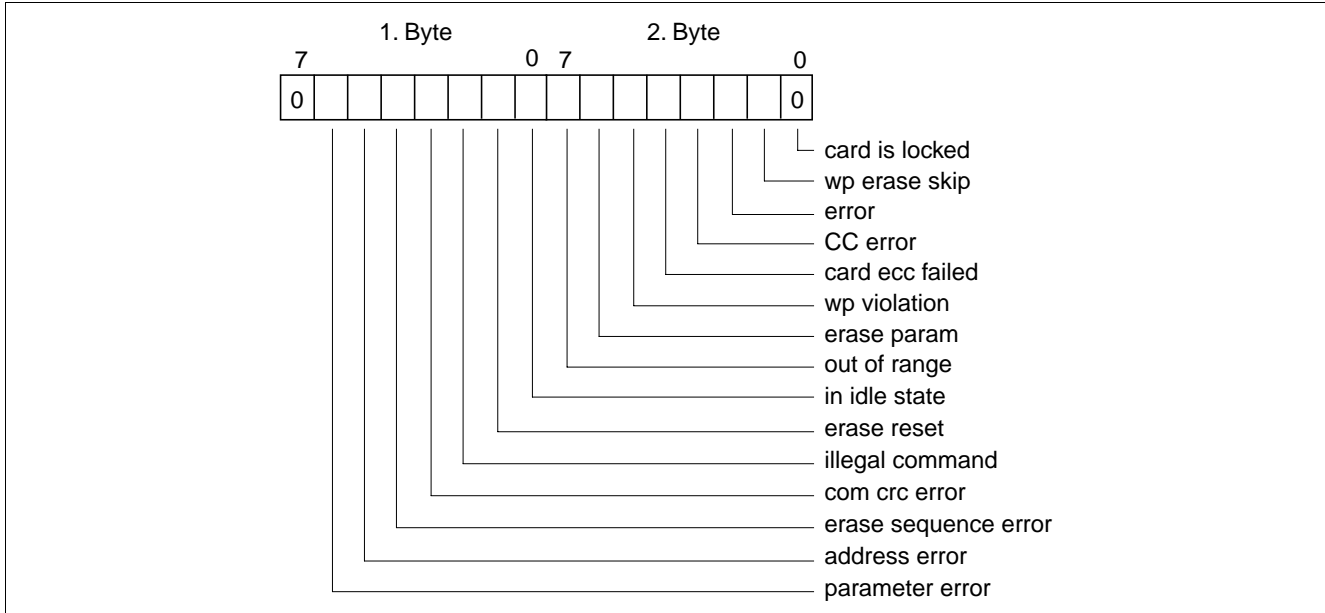 1. Byte 2. Byte
7 0 7 0
0 0
card is locked
wp erase skip
error
CC error
card ecc failed
wp violation
erase param
out of range
in idle state
erase reset
illegal command
com crc error
erase sequence error
address error
parameter error